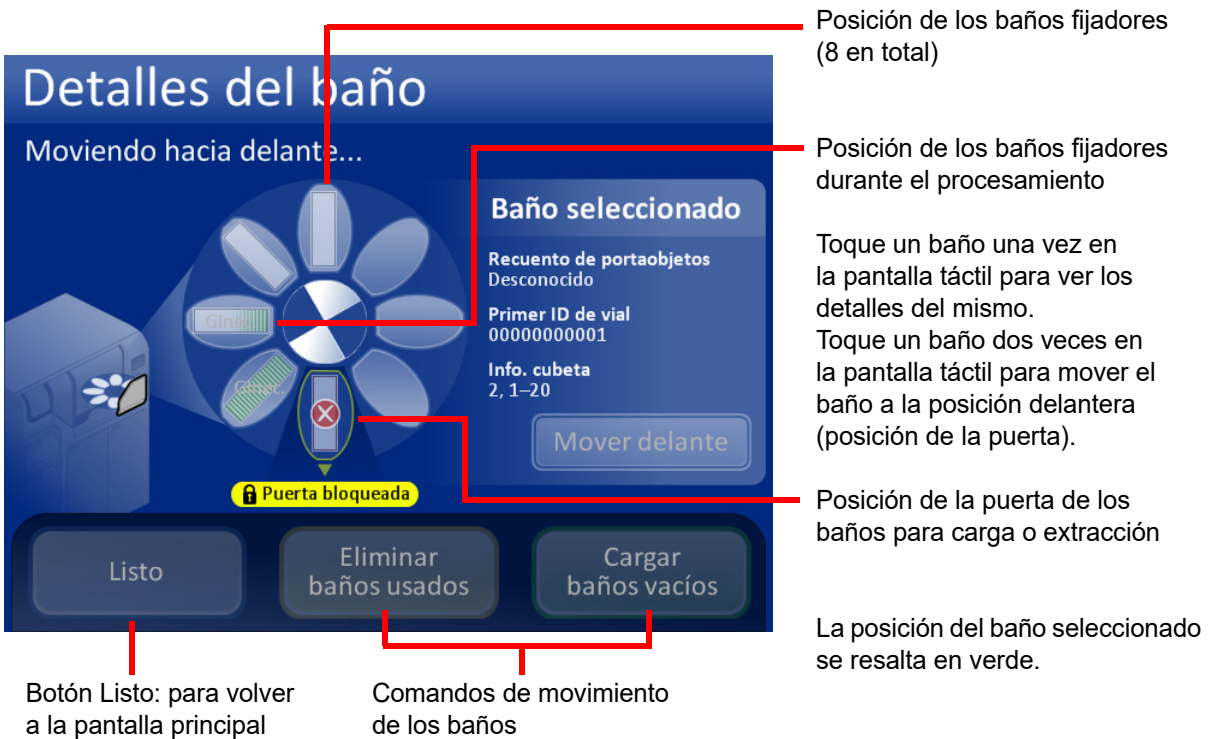 Posición de los baños fijadores
(8 en total)
Detalles del baño
Moviendo hacia delante...
Posición de los baños fijadores
durante el procesamiento
Baño seleccionado
Recuento de portaobjetos
Desconocido
Primer ID de vial
00000000001
Info. cubeta
2, 1–20
Mover delante
Ginec.
Puerta bloqueada
Toque un baño una vez en
la pantalla táctil para ver los
detalles del mismo.
Toque un baño dos veces en
la pantalla táctil para mover el
baño a la posición delantera
(posición de la puerta).
Posición de la puerta de los
baños para carga o extracción
Listo
Eliminar
baños usados
Cargar
baños vacíos
La posición del baño seleccionado
se resalta en verde.
Botón Listo: para volver
a la pantalla principal
Comandos de movimiento
de los baños